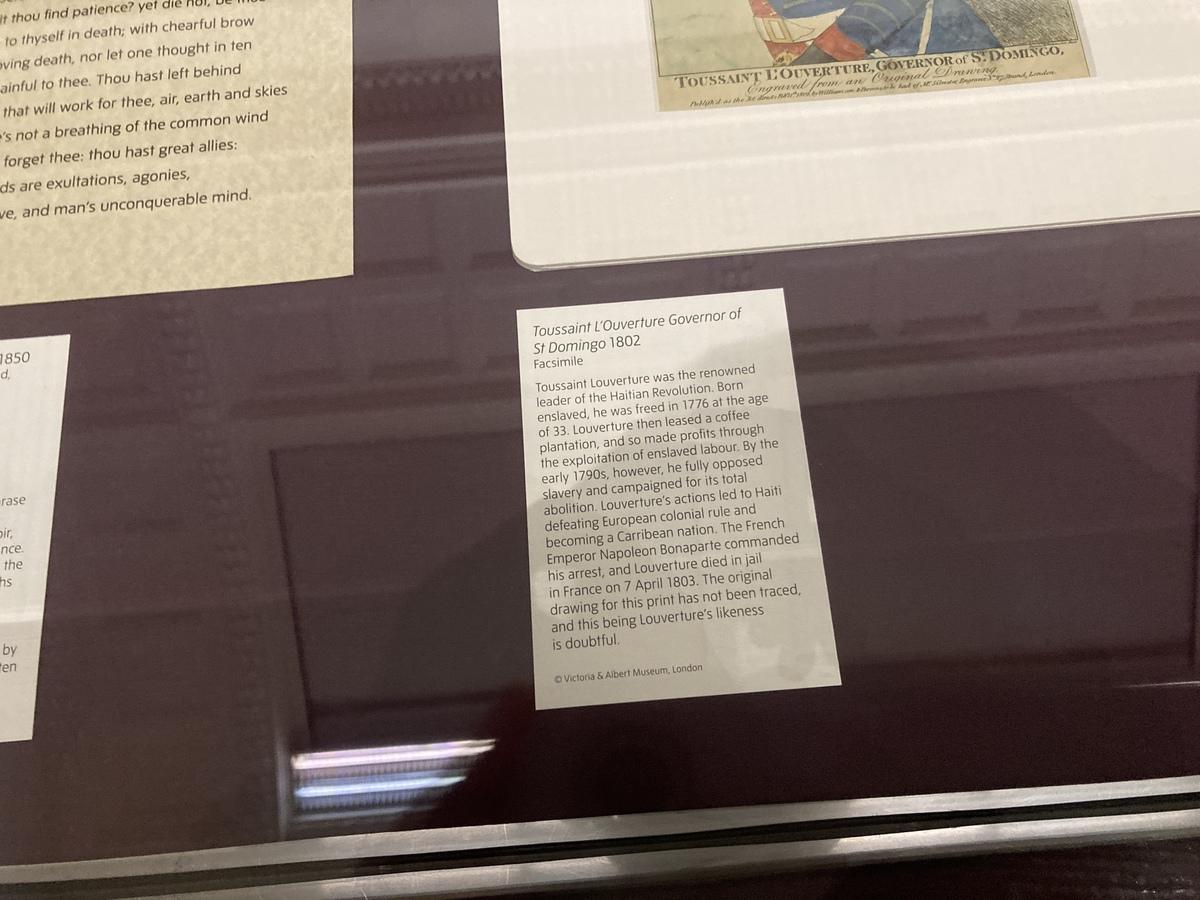 t thou find patience? yet die not;
to thyself in death; with chearful brow
ving death, nor let one thought in ten
ainful to thee. Thou hast left behind
that will work for thee, air, earth and skies
's not a breathing of the common wind
forget thee: thou hast great allies:
ds are exultations, agonies,
ve, and man's unconquerable mind.
TOUSSAINT L'OUVERTURE, GOVERNOR of St. DOMINGO.
Engraved from an Original Drawing.
1850
d,
rase
oir,
nce.
the
hs
by
ten
Toussaint L'Ouverture Governor of
St Domingo 1802
Facsimile
Toussaint Louverture was the renowned
leader of the Haitian Revolution. Born
enslaved, he was freed in 1776 at the age
of 33. Louverture then leased a coffee
plantation, and so made profits through
the exploitation of enslaved labour. By the
early 1790s, however, he fully opposed
slavery and campaigned for its total
abolition. Louverture's actions led to Haiti
defeating European colonial rule and
becoming a Carribean nation. The French
Emperor Napoleon Bonaparte commanded
his arrest, and Louverture died in jail
in France on 7 April 1803. The original
drawing for this print has not been traced,
and this being Louverture's likeness
is doubtful.
© Victoria & Albert Museum, London